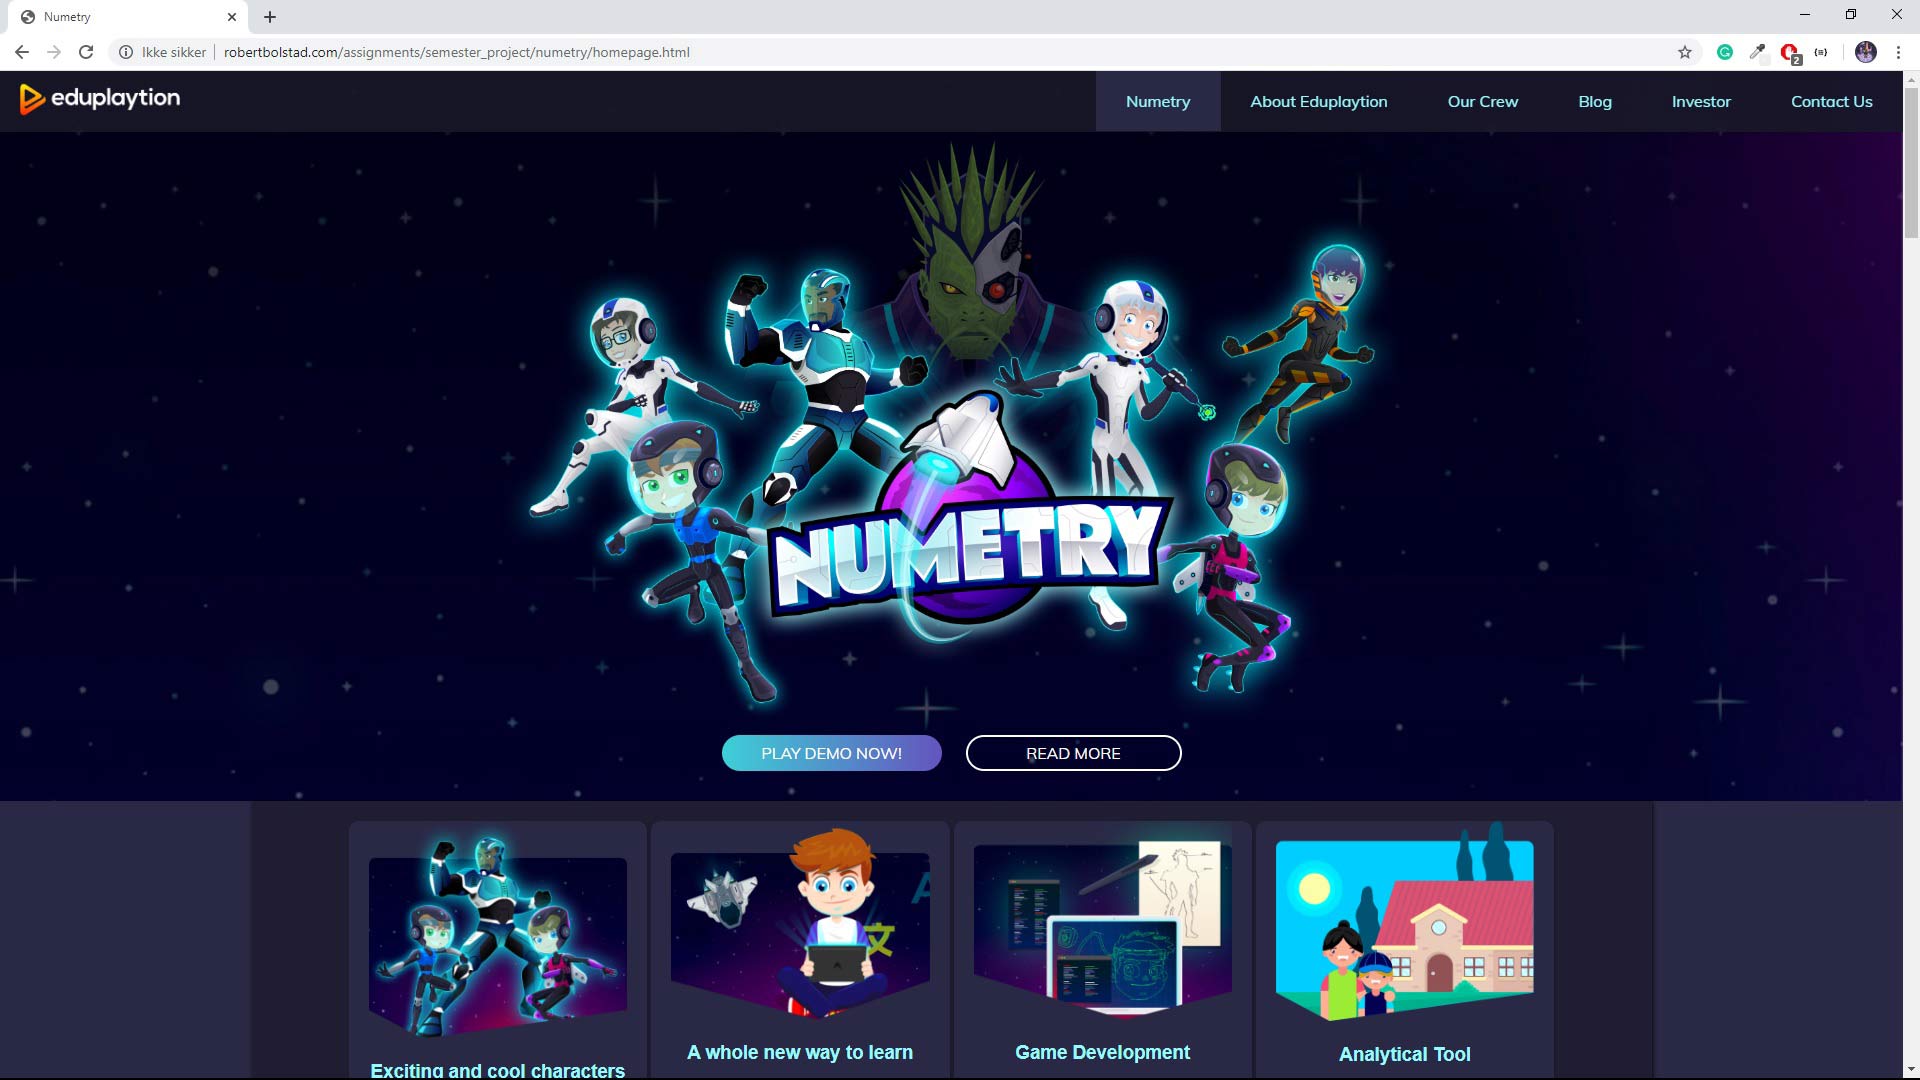 Numetry
Ikke sikker
robertbolstad.com/assignments/semester_project/numetry/homepage.html
2
eduplaytion
Numetry
About Eduplaytion
Our Crew
Blog
Investor
Contact Us
NUMETRY
PLAY DEMO NOW!
READ MORE
A
文
Exciting and cool characters
A whole new way to learn
Game Development
Analytical Tool